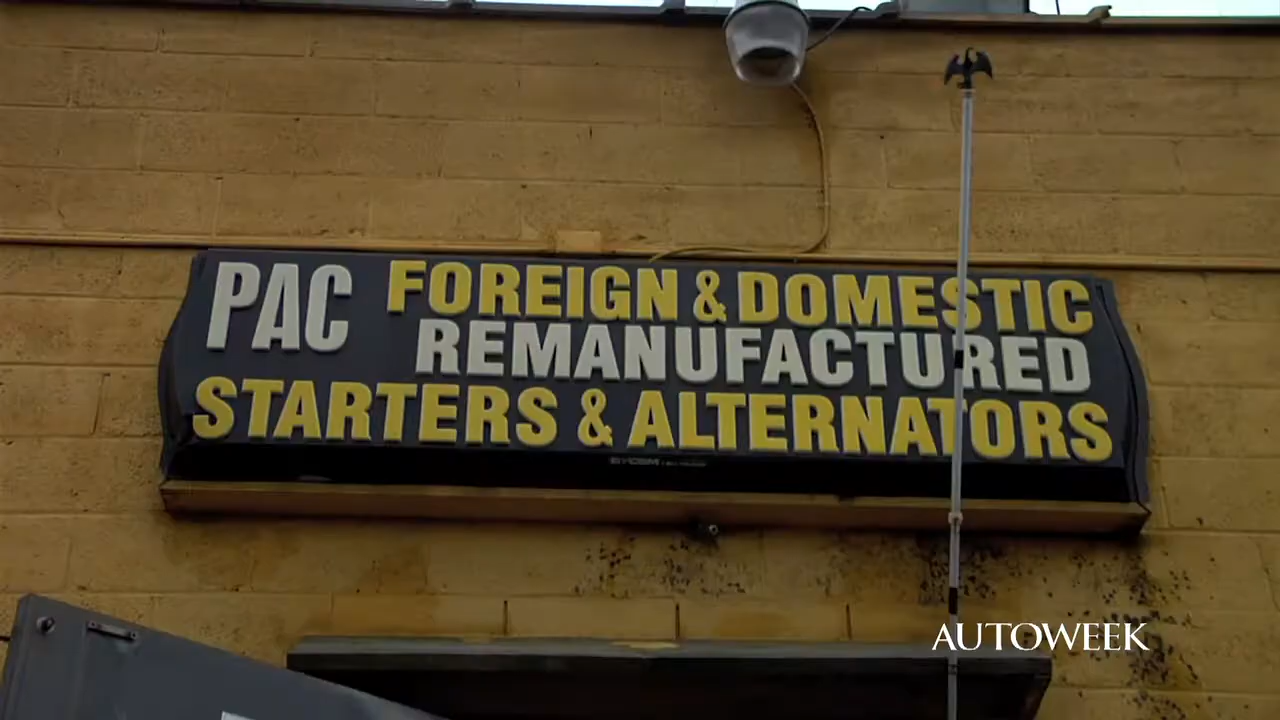 PAC FOREIGN & DOMESTIC
REMANUFACTURED
STARTERS & ALTERNATORS
AUTOWEEK